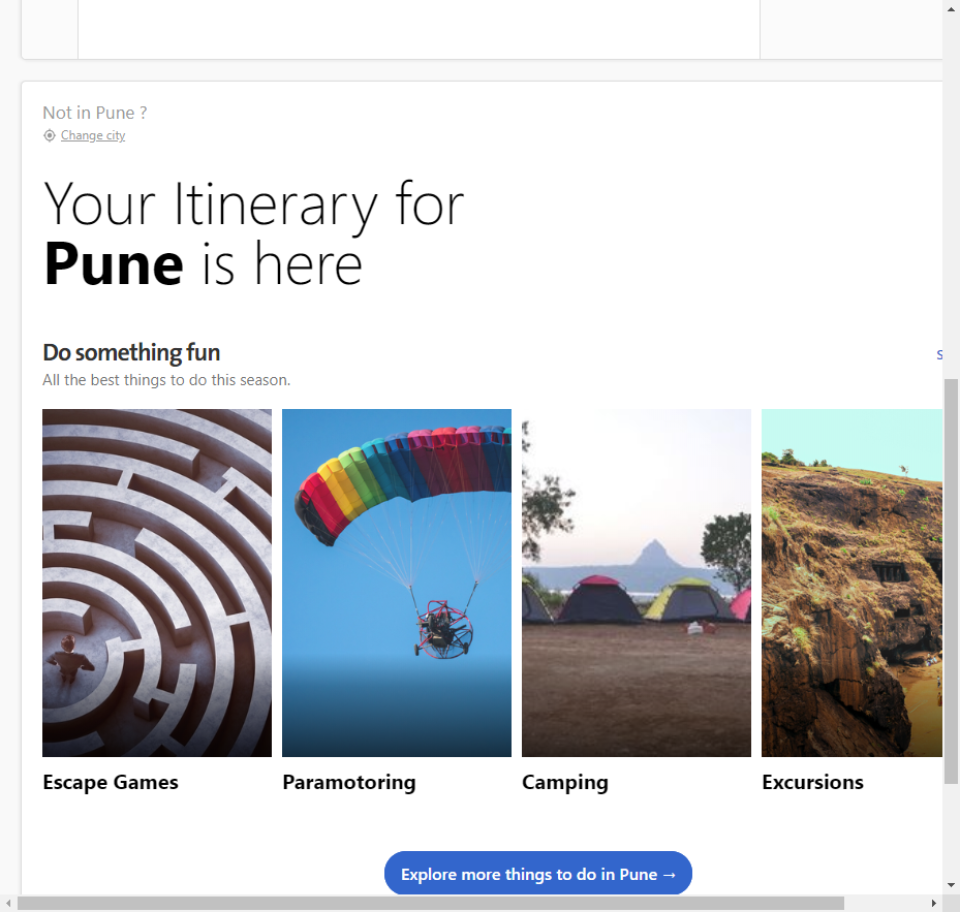 Not in Pune ?
Change city
Your Itinerary for
Pune is here
Do something fun
All the best things to do this season.
Escape Games
Paramotoring
Camping
Excursions
Explore more things to do in Pune →